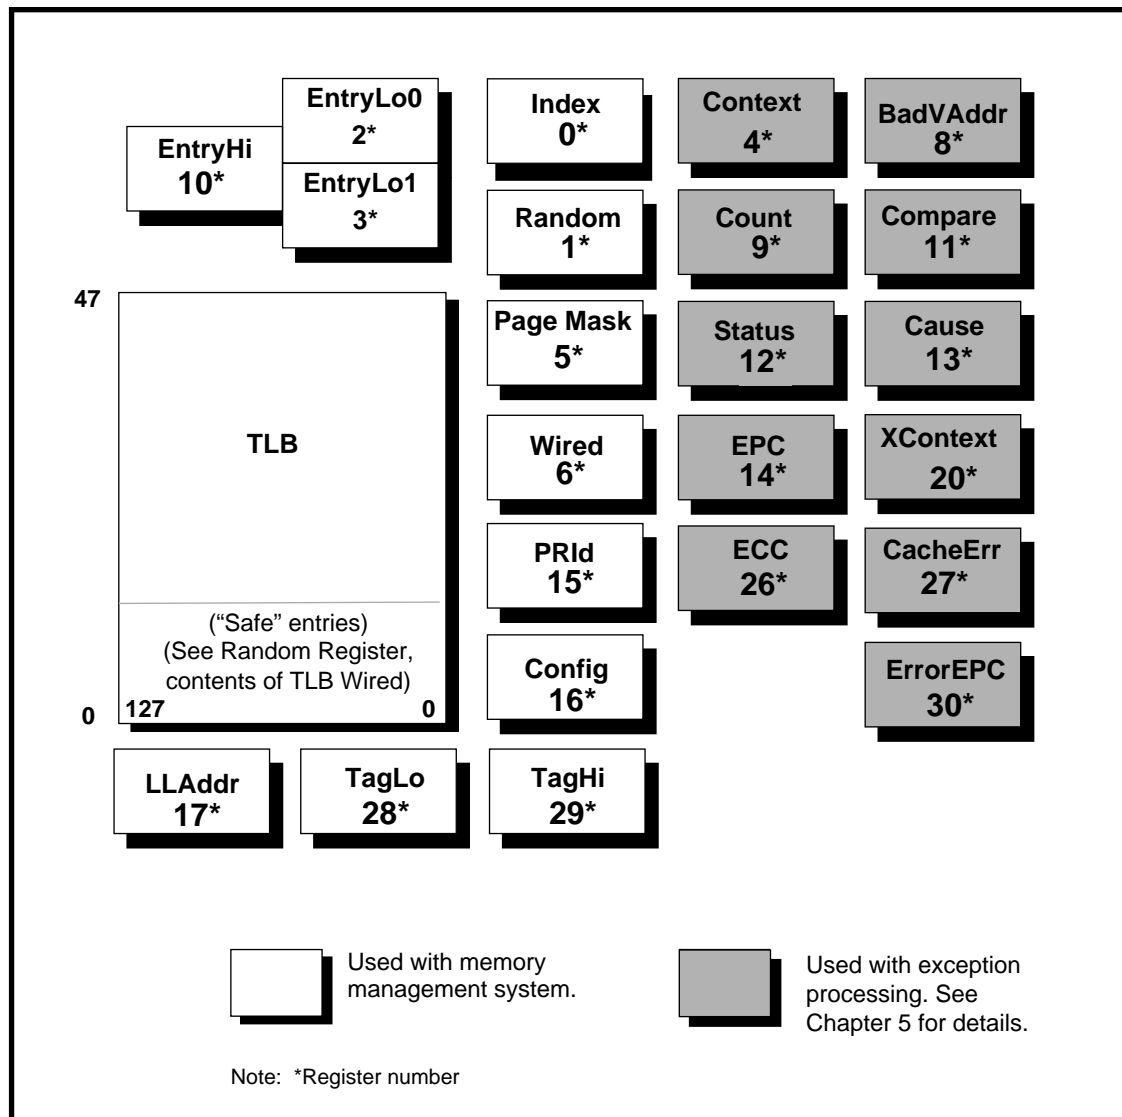 EntryLo0
2*
EntryHi
10*
EntryLo1
3*
Index
0*
Context
4*
BadVAddr
8*
Random
1*
Count
9*
Compare
11*
47
Page Mask
5*
Status
12*
Cause
13*
TLB
Wired
6*
EPC
14*
XContext
20*
PRId
15*
ECC
26*
CacheErr
27*
(“Safe” entries)
(See Random Register,
contents of TLB Wired)
0
127
0
Config
16*
ErrorEPC
30*
LLAddr
17*
TagLo
28*
TagHi
29*
Used with memory
management system.
Used with exception
processing. See
Chapter 5 for details.
Note: *Register number